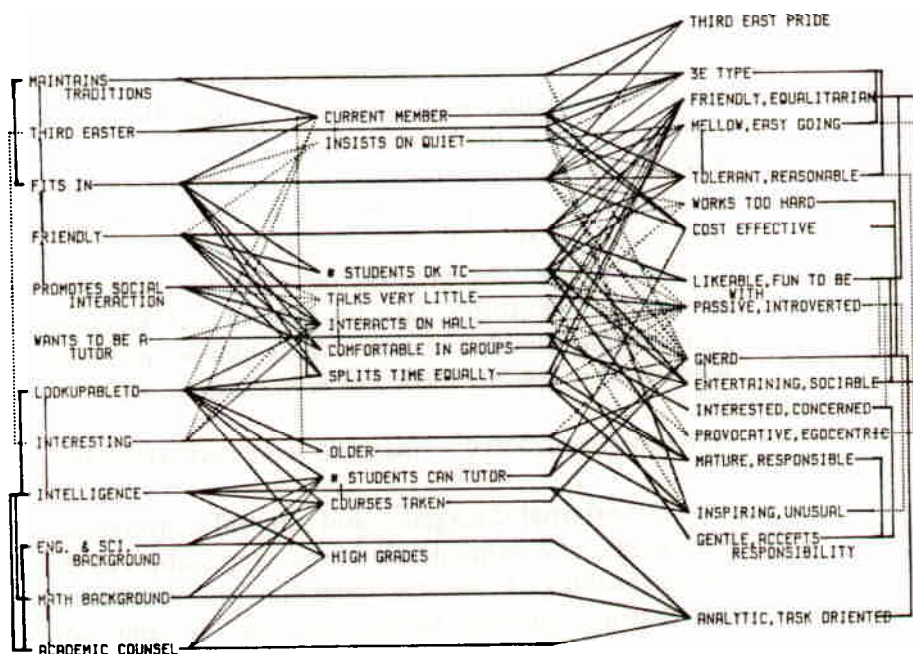 THIRD EAST PRIDE
MAINTAINS
TRADITIONS
THIRD EASTER
FITS IN
FRIENDLY
PROMOTES SOCIAL
INTERACTION
WANTS TO BE A
TUTOR
LOOKUPABLETO
INTERESTING
INTELLIGENCE
ENG. & SCI.
BACKGROUND
MATH BACKGROUND
ACADEMIC COUNSEL
CURRENT MEMBER
INSISTS ON QUIET
# STUDENTS OK TC
TALKS VERY LITTLE
INTERACTS ON HALL
COMFORTABLE IN GROUPS
SPLITS TIME EQUALLY
OLDER
# STUDENTS CAN TUTOR
COURSES TAKEN
HIGH GRADES
3E TYPE
FRIENDLY, EQUALITARIAN
MELLOW, EASY GOING
TOLERANT, REASONABLE
WORKS TOO HARD
COST EFFECTIVE
LIKEABLE, FUN TO BE
WITH
PASSIVE, INTROVERTED
GNERD
ENTERTAINING, SOCIABLE
INTERESTED, CONCERNED
PROVOCATIVE, EGOCENTRIC
MATURE, RESPONSIBLE
INSPIRING, UNUSUAL
GENTLE, ACCEPTS
RESPONSIBILITY
ANALYTIC, TASK ORIENTED